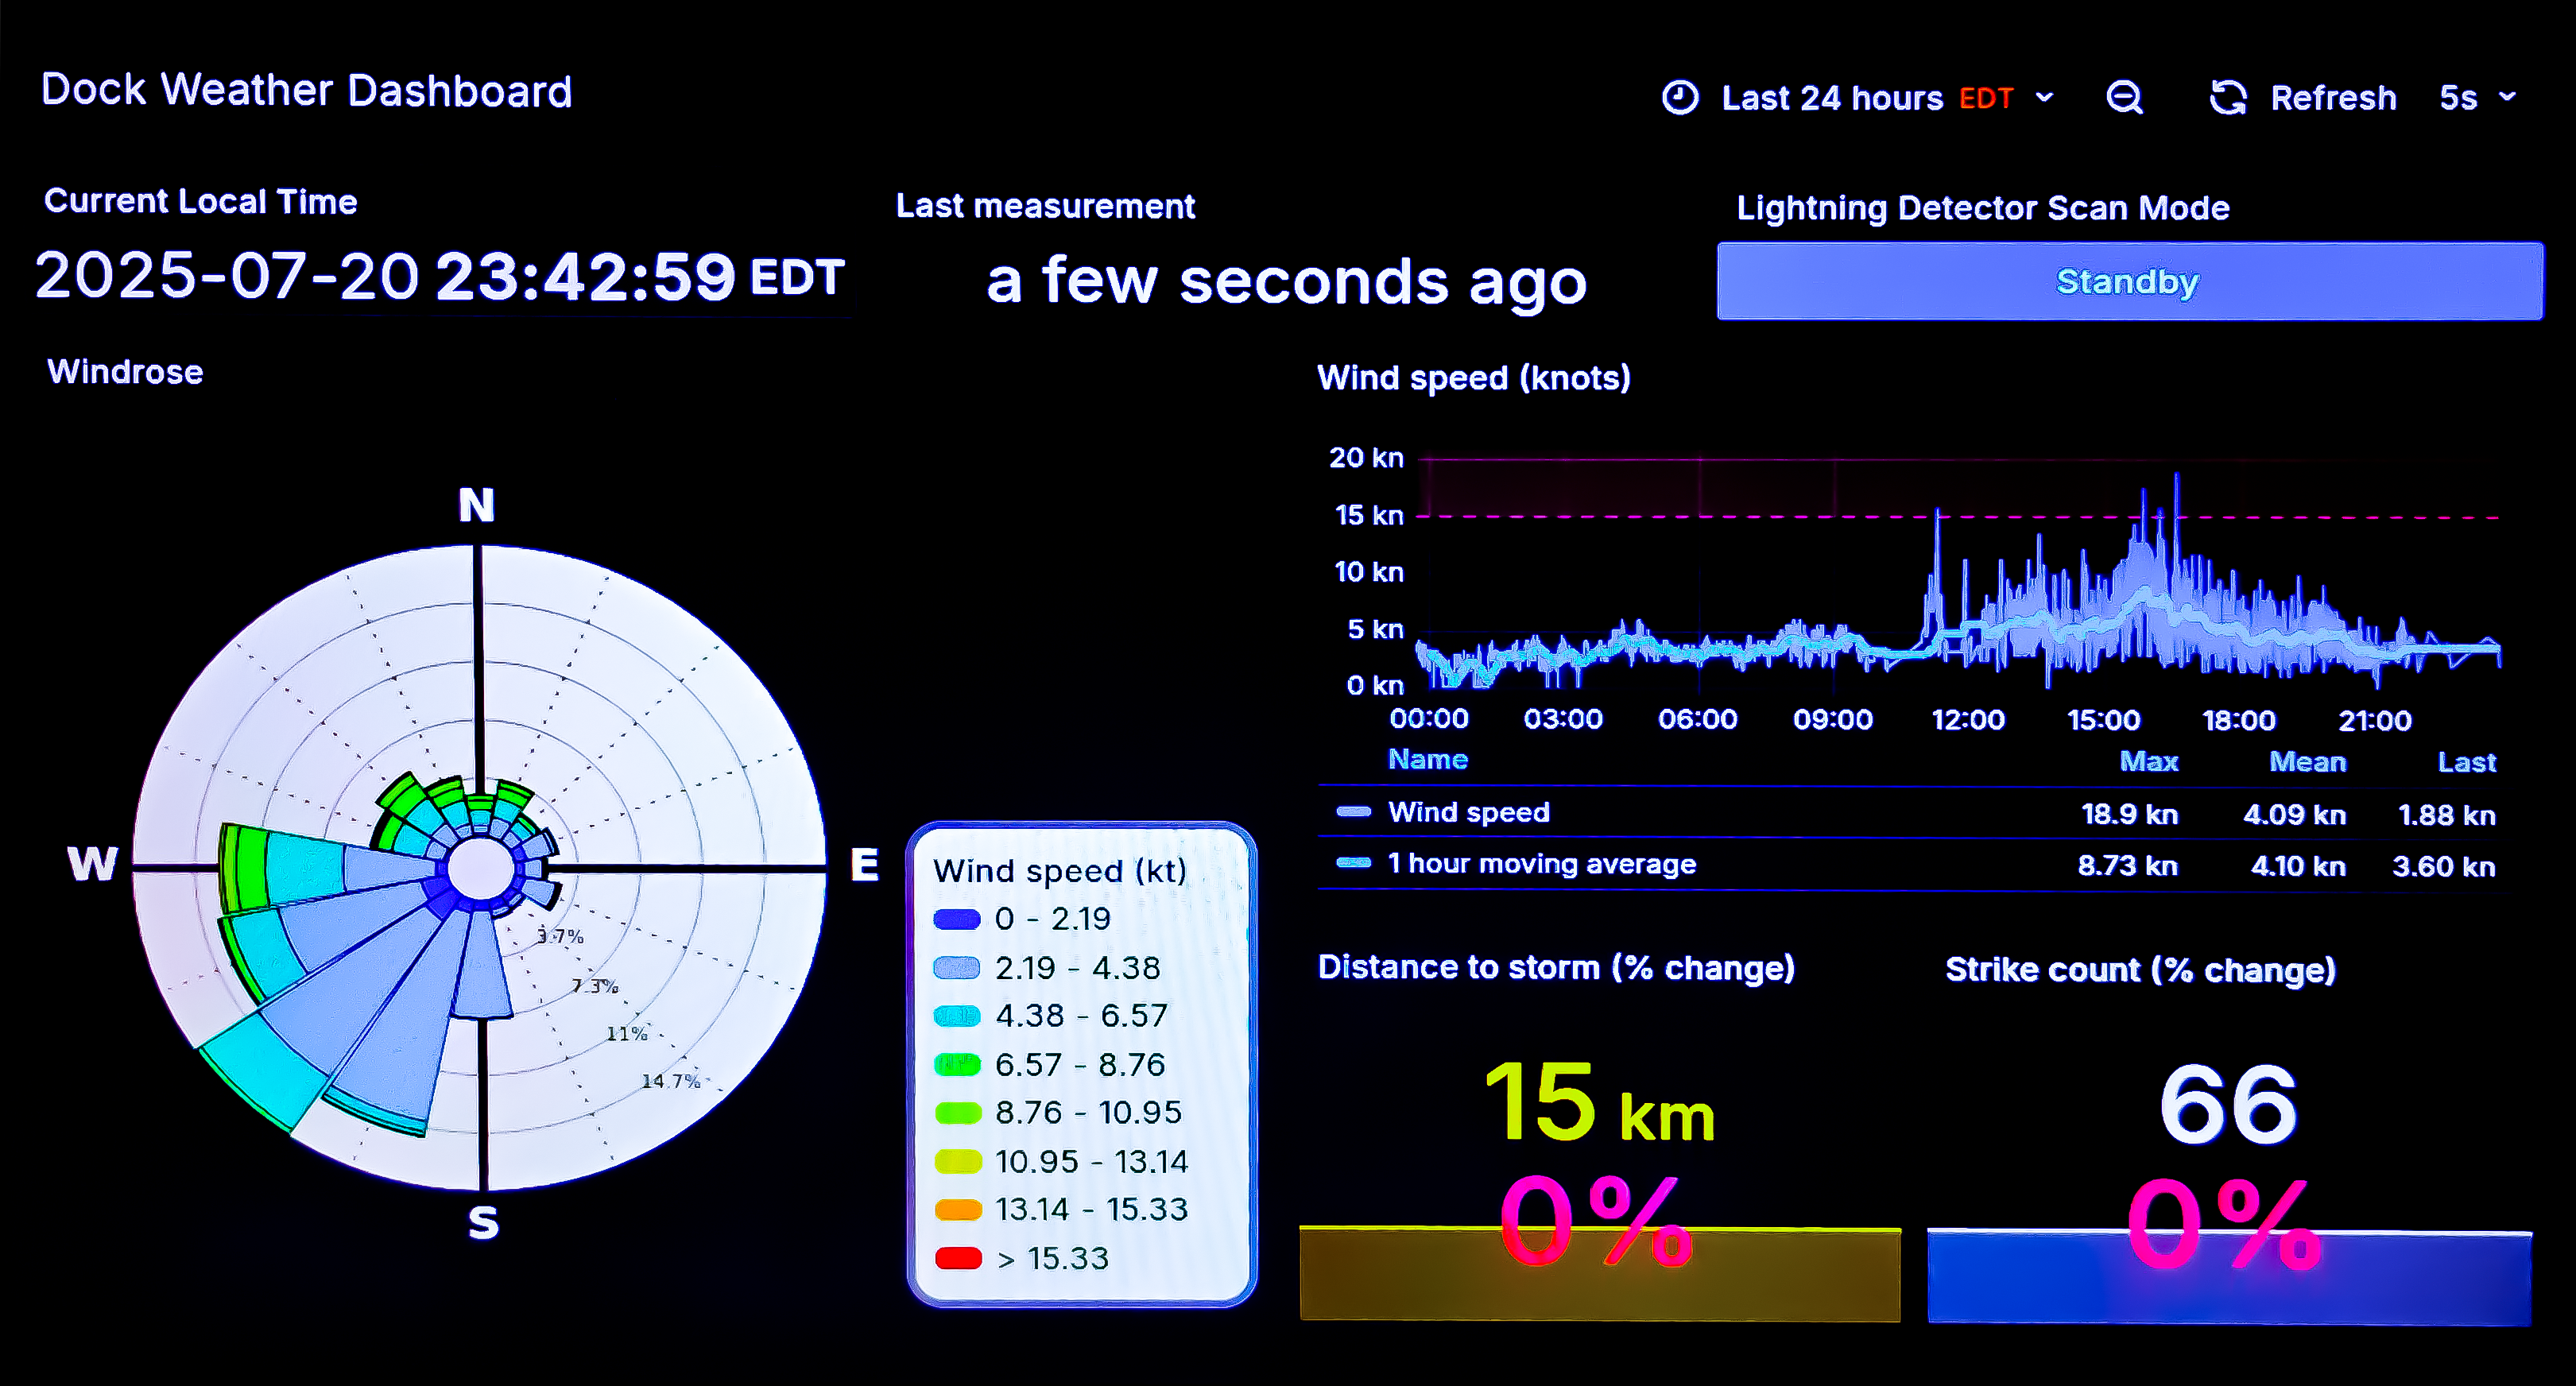 Dock Weather Dashboard
Last 24 hours EDT
Refresh
5s
Current Local Time
2025-07-20 23:42:59 EDT
Last measurement
a few seconds ago
Lightning Detector Scan Mode
Standby
Windrose
N
W
E
S
3.7%
7.3%
11%
14.7%
Wind speed (kt)
0 - 2.19
2.19 - 4.38
4.38 - 6.57
6.57 - 8.76
8.76 - 10.95
10.95 - 13.14
13.14 - 15.33
> 15.33
Wind speed (knots)
20 kn
15 kn
10 kn
5 kn
0 kn
00:00 03:00 06:00 09:00 12:00 15:00 18:00 21:00
Name Max Mean Last
Wind speed 18.9 kn 4.09 kn 1.88 kn
1 hour moving average 8.73 kn 4.10 kn 3.60 kn
Distance to storm (% change)
15 km
0%
Strike count (% change)
66
0%